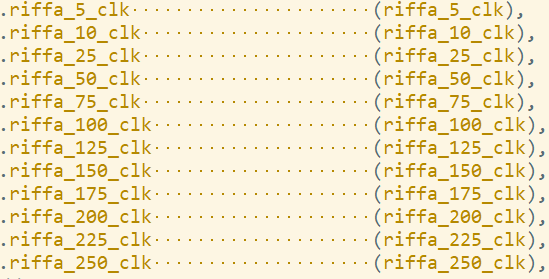 .riffa_5_clk (riffa_5_clk),
.riffa_10_clk (riffa_10_clk),
.riffa_25_clk (riffa_25_clk),
.riffa_50_clk (riffa_50_clk),
.riffa_75_clk (riffa_75_clk),
.riffa_100_clk (riffa_100_clk),
.riffa_125_clk (riffa_125_clk),
.riffa_150_clk (riffa_150_clk),
.riffa_175_clk (riffa_175_clk),
.riffa_200_clk (riffa_200_clk),
.riffa_225_clk (riffa_225_clk),
.riffa_250_clk (riffa_250_clk),